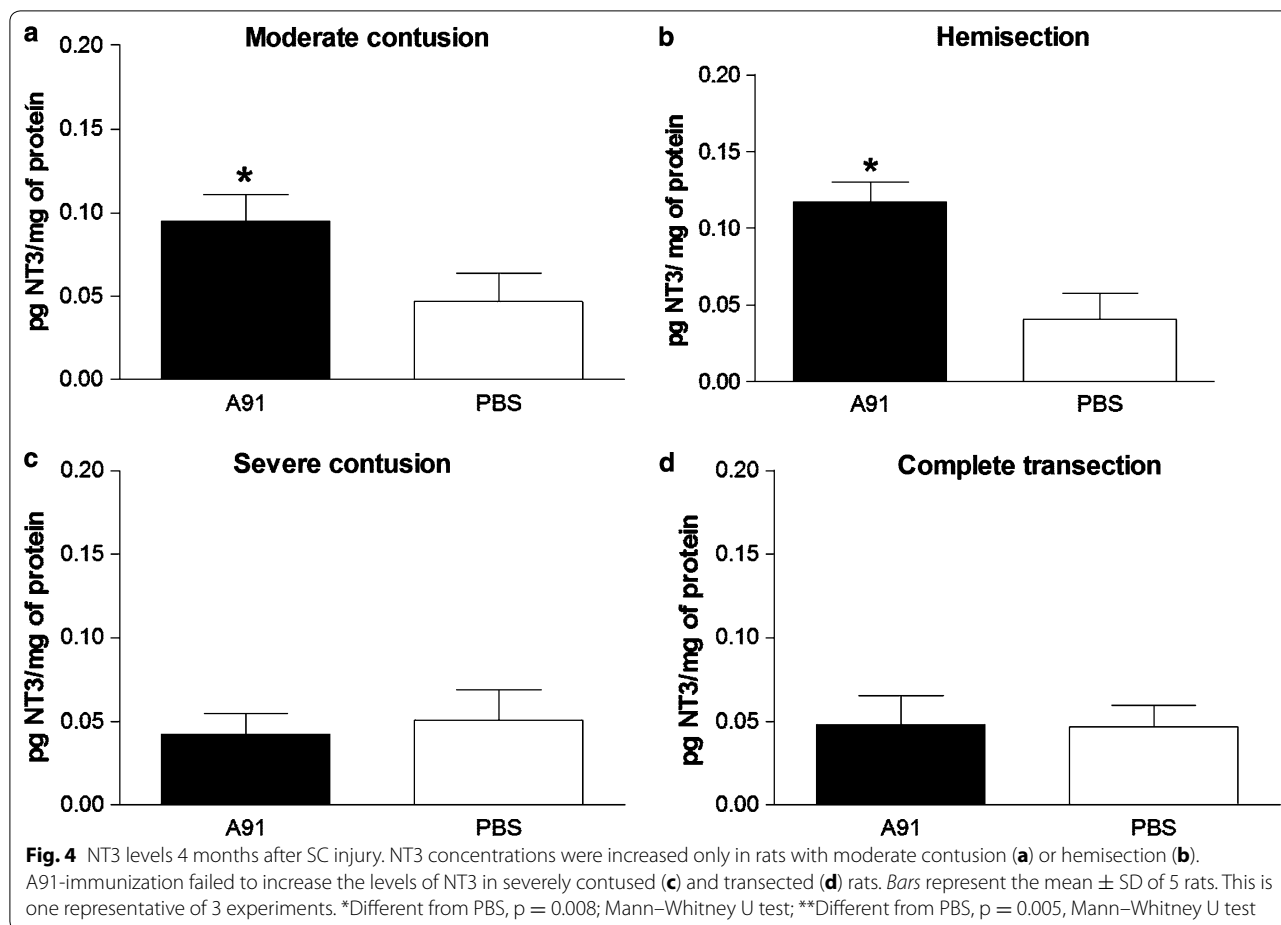 a
Moderate contusion
0.20
0.15
0.10
0.05
0.00
pg NT3/mg of protein
*
A91
PBS
b
Hemisection
0.20
0.15
0.10
0.05
0.00
pg NT3/ mg of protein
*
A91
PBS
c
Severe contusion
0.20
0.15
0.10
0.05
0.00
pg NT3/mg of protein
A91
PBS
d
Complete transection
0.20
0.15
0.10
0.05
0.00
pg NT3/mg of protein
A91
PBS
Fig. 4 NT3 levels 4 months after SC injury. NT3 concentrations were increased only in rats with moderate contusion (a) or hemisection (b).
A91-immunization failed to increase the levels of NT3 in severely contused (c) and transected (d) rats. Bars represent the mean ± SD of 5 rats. This is
one representative of 3 experiments. *Different from PBS, p = 0.008; Mann–Whitney U test; **Different from PBS, p = 0.005, Mann–Whitney U test